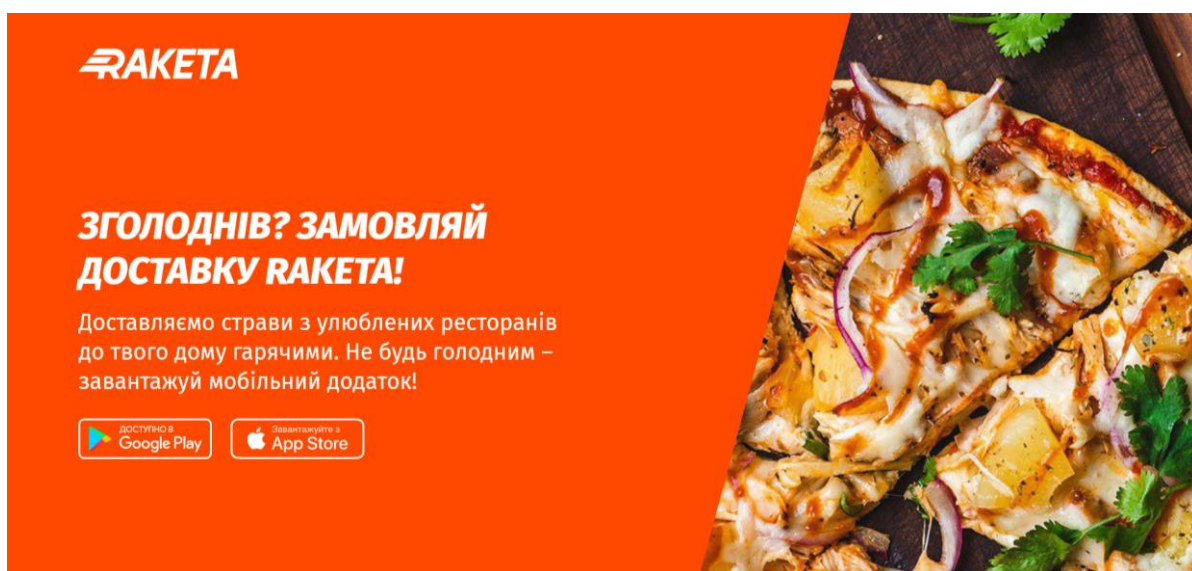 RAKETA
ЗГОЛОДНІВ? ЗАМОВЛЯЙ
ДОСТАВКУ RAKETA!
Доставляємо страви з улюблених ресторанів
до твого дому гарячими. Не будь голодним –
завантажуй мобільний додаток!
ДОСТУПНО В
Google Play
Завантажуйте з
App Store